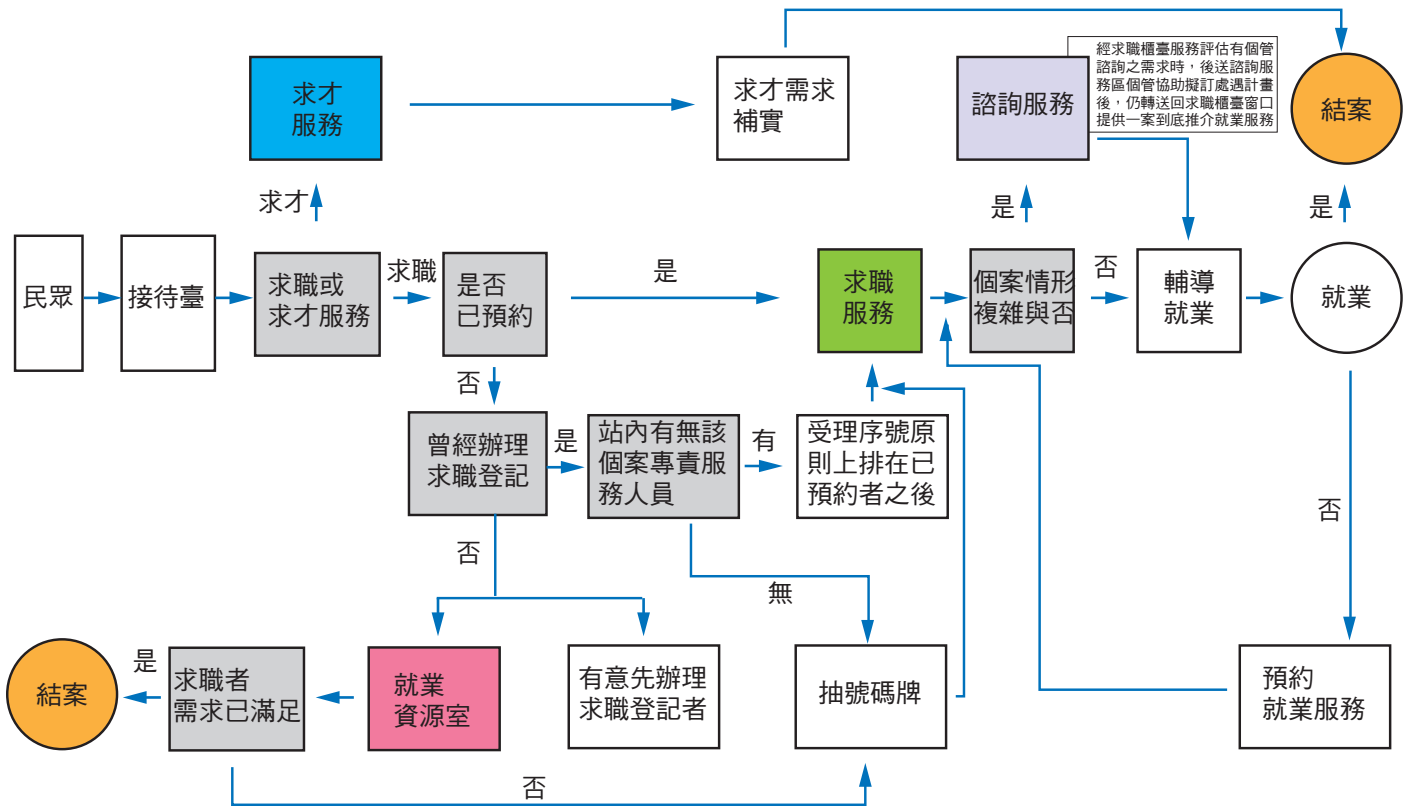 經求職櫃臺服務評估有個管
諮詢之需求時，後送諮詢服
務區個管協助擬訂處遇計畫
後，仍轉送回求職櫃臺窗口
提供一案到底推介就業服務
求才
服務
求才需求
補實
諮詢服務
結案
求才
是
是
民眾
接待臺
求職或
求才服務
求職
是否
已預約
是
求職
服務
個案情形
複雜與否
否
輔導
就業
就業
否
曾經辦理
求職登記
是
站內有無該
個案專責服
務人員
有
受理序號原
則上排在已
預約者之後
否
否
無
結案
是
求職者
需求已滿足
就業
資源室
有意先辦理
求職登記者
抽號碼牌
預約
就業服務
否